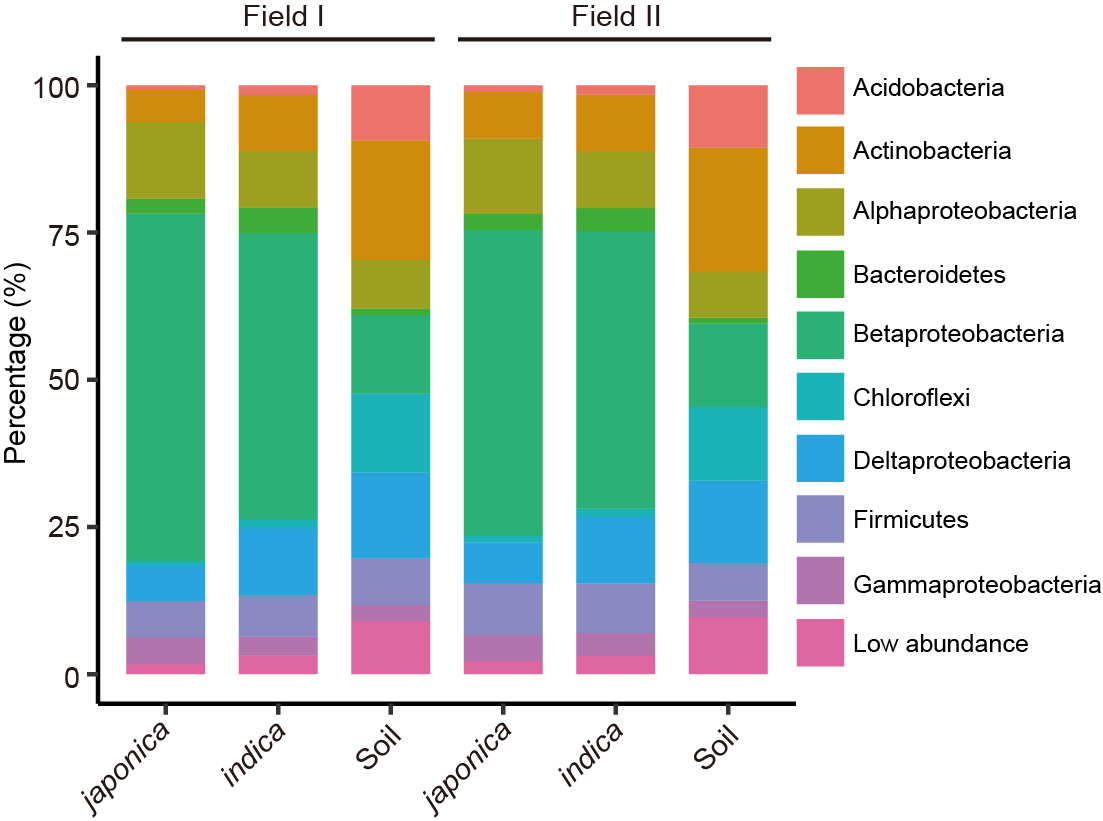 Field I
Field II
Percentage (%)
100
75
50
25
0
japonica
indica
Soil
japonica
indica
Soil
Acidobacteria
Actinobacteria
Alphaproteobacteria
Bacteroidetes
Betaproteobacteria
Chloroflexi
Deltaproteobacteria
Firmicutes
Gammaproteobacteria
Low abundance